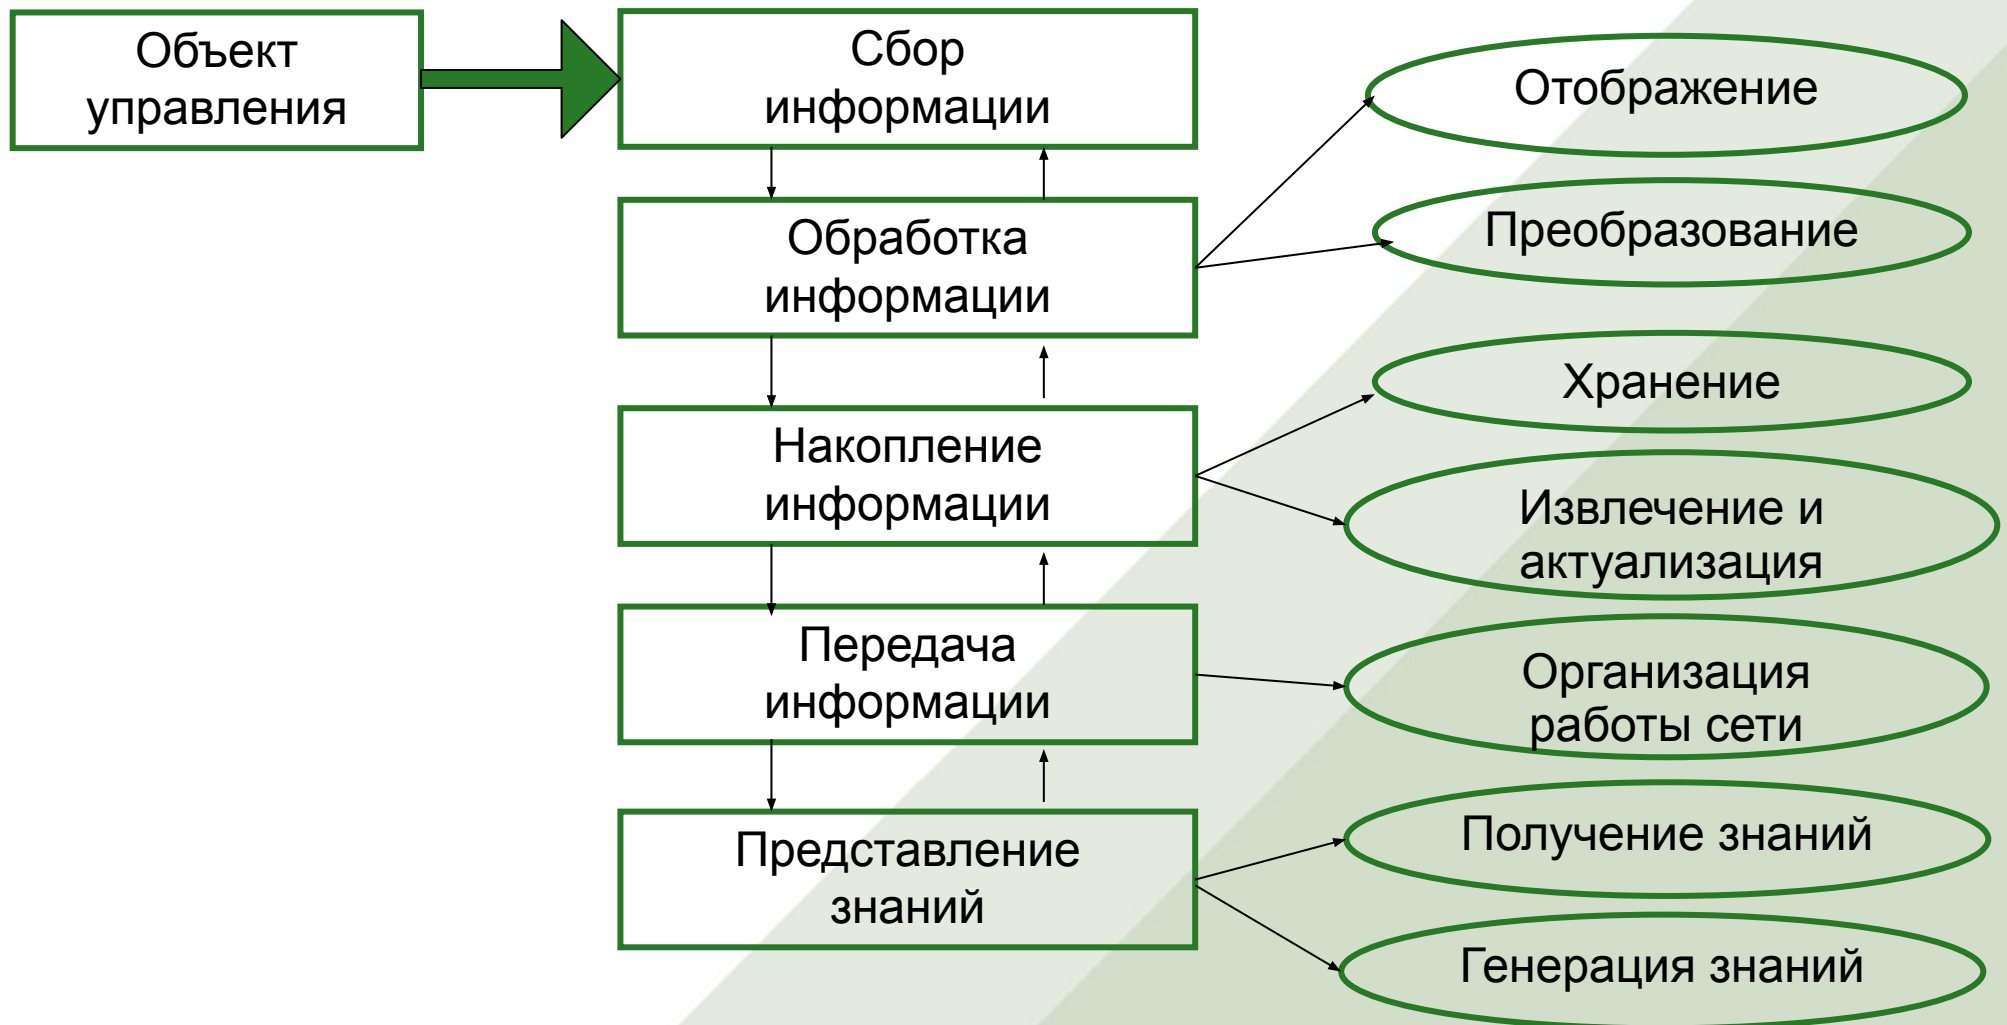 Объект
управления
Сбор
информации
Отображение
Обработка
информации
Преобразование
Накопление
информации
Хранение
Извлечение и
актуализация
Передача
информации
Организация
работы сети
Представление
знаний
Получение знаний
Генерация знаний